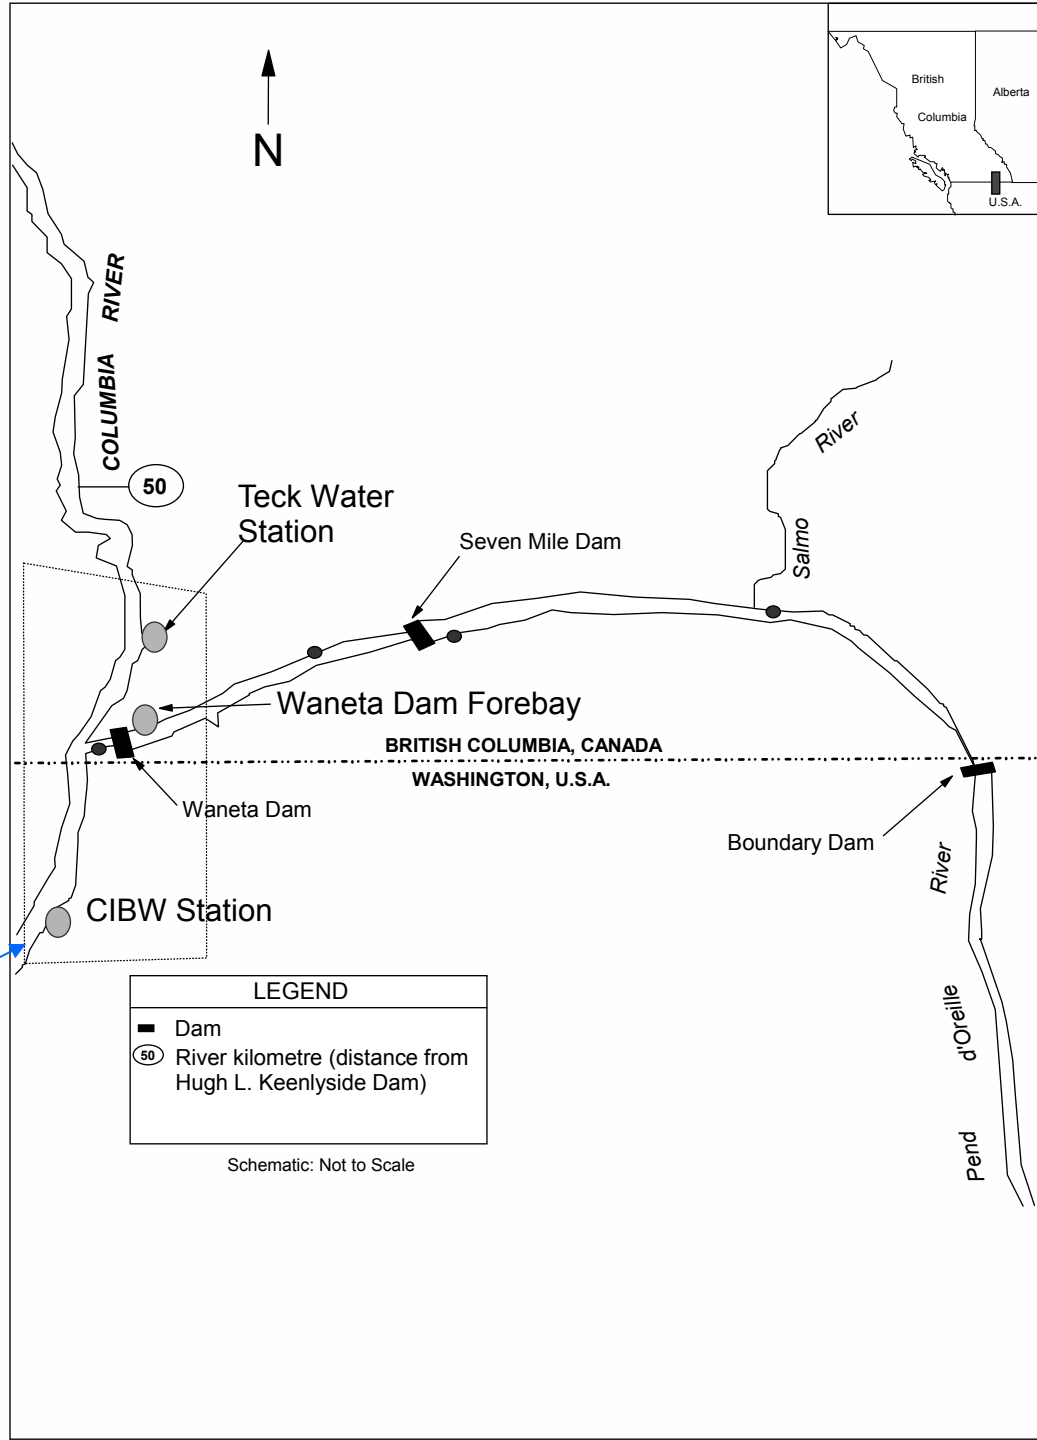 British
Columbia
Alberta
U.S.A.
N
COLUMBIA RIVER
50
Teck Water
Station
Seven Mile Dam
Salmo River
Waneta Dam Forebay
BRITISH COLUMBIA, CANADA
WASHINGTON, U.S.A.
Waneta Dam
Boundary Dam
CIBW Station
Pend d'Oreille River
LEGEND
Dam
50 River kilometre (distance from
Hugh L. Keenlyside Dam)
Schematic: Not to Scale